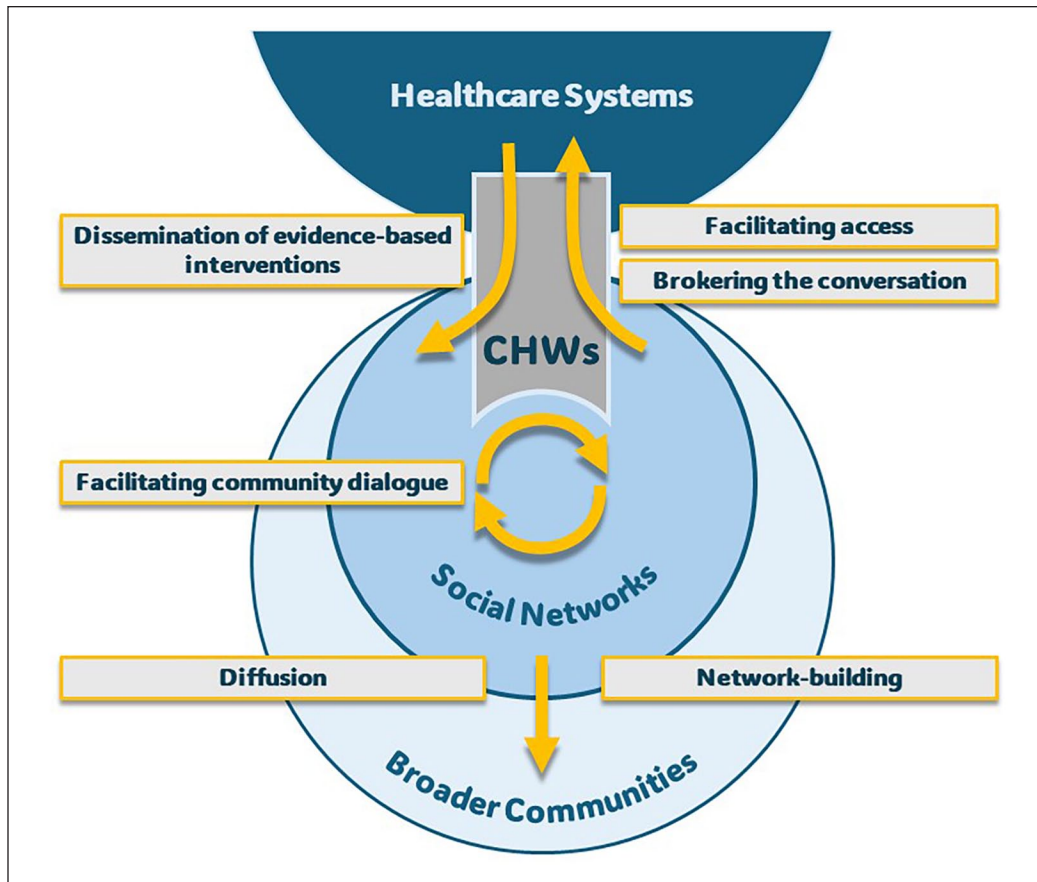 Healthcare Systems
Dissemination of evidence-based
interventions
Facilitating access
Brokering the conversation
CHWs
Facilitating community dialogue
Social Networks
Diffusion
Network-building
Broader Communities